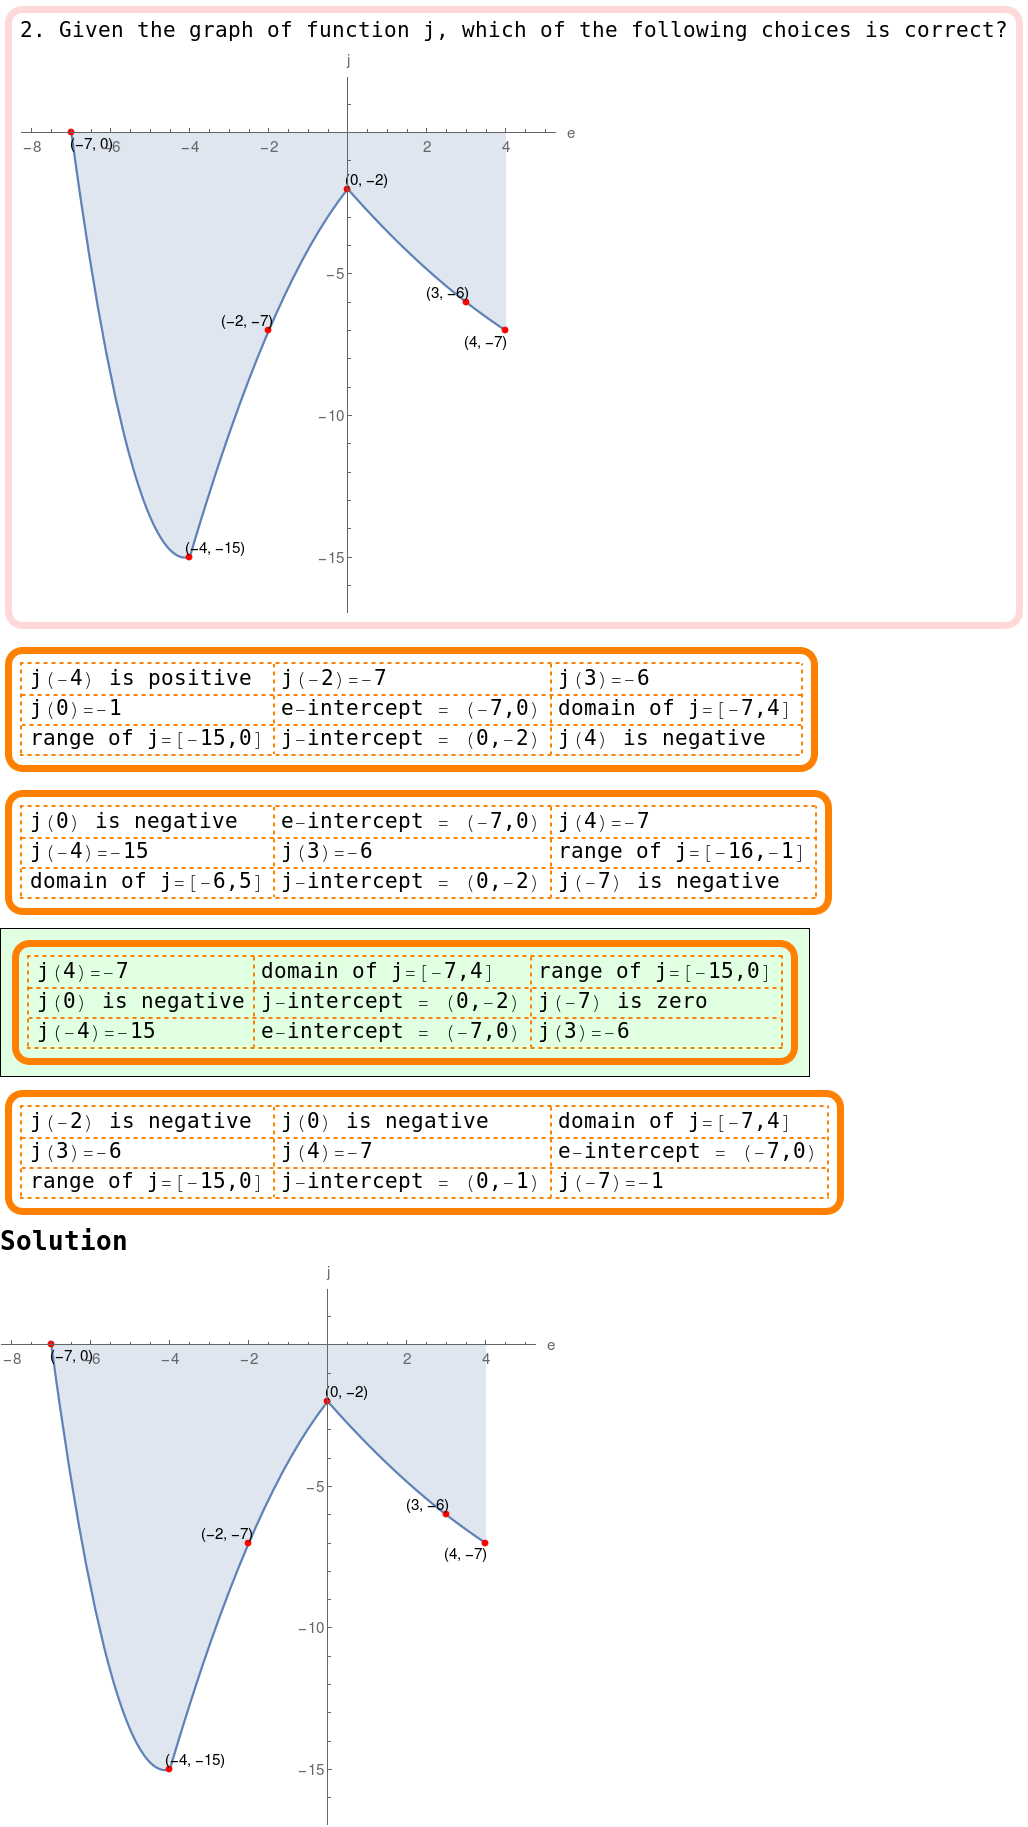 2. Given the graph of function j, which of the following choices is correct?
j
−8 −6 −4 −2 2 4 e
(−7, 0)
(0, −2)
−5
(3, −6)
(−2, −7)
(4, −7)
−10
(−4, −15)
−15
j(−4) is positive j(−2)=−7 j(3)=−6
j(0)=−1 e−intercept = (−7,0) domain of j=[−7,4]
range of j=[−15,0] j−intercept = (0,−2) j(4) is negative
j(0) is negative e−intercept = (−7,0) j(4)=−7
j(−4)=−15 j(3)=−6 range of j=[−16,−1]
domain of j=[−6,5] j−intercept = (0,−2) j(−7) is negative
j(4)=−7 domain of j=[−7,4] range of j=[−15,0]
j(0) is negative j−intercept = (0,−2) j(−7) is zero
j(−4)=−15 e−intercept = (−7,0) j(3)=−6
j(−2) is negative j(0) is negative domain of j=[−7,4]
j(3)=−6 j(4)=−7 e−intercept = (−7,0)
range of j=[−15,0] j−intercept = (0,−1) j(−7)=−1
Solution
j
−8 −6 −4 −2 2 4 e
(−7, 0)
(0, −2)
−5
(3, −6)
(−2, −7)
(4, −7)
−10
(−4, −15)
−15